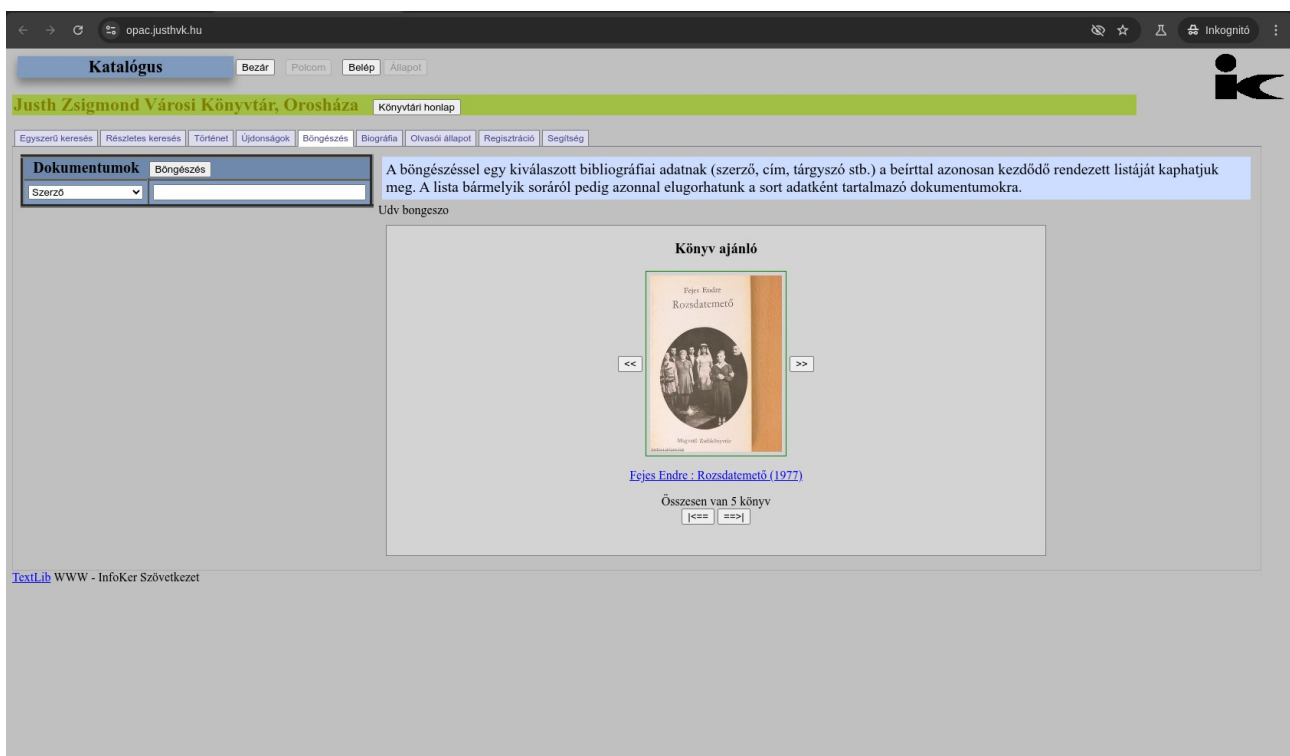 opac.justhvk.hu
Inkognitó
Katalógus
Bezár
Polcom
Belép
Állapot
Justh Zsigmond Városi Könyvtár, Orosháza
Könyvtári honlap
Egyszerű keresés
Részletes keresés
Történet
Újdonságok
Böngészés
Biográfia
Olvasói állapot
Regisztráció
Segítség
Dokumentumok
Böngészés
Szerző
A böngészéssel egy kiválaszott bibliográfiai adatnak (szerző, cím, tárgyszó stb.) a beírttal azonosan kezdődő rendezett listáját kaphatjuk
meg. A lista bármelyik soráról pedig azonnal elugorhatunk a sort adatként tartalmazó dokumentumokra.
Udv bongeszo
Könyv ajánló
Fejes Endre
Rozsdatemető
Magvető Zsebkönyvtár
<<
>>
Fejes Endre : Rozsdatemető (1977)
Összesen van 5 könyv
|<==
==>|
TextLib WWW - InfoKer Szövetkezet